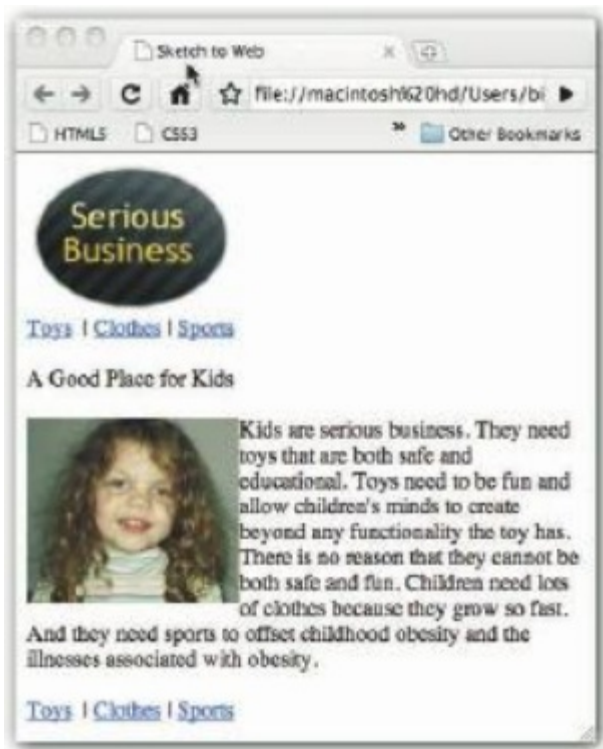 Sketch to Web
file://macintosh%20hd/Users/bi
HTML5 CSS3 » Other Bookmarks
Serious
Business
Toys | Clothes | Sports
A Good Place for Kids
Kids are serious business. They need
toys that are both safe and
educational. Toys need to be fun and
allow children's minds to create
beyond any functionality the toy has.
There is no reason that they cannot be
both safe and fun. Children need lots
of clothes because they grow so fast.
And they need sports to offset childhood obesity and the
illnesses associated with obesity.
Toys | Clothes | Sports